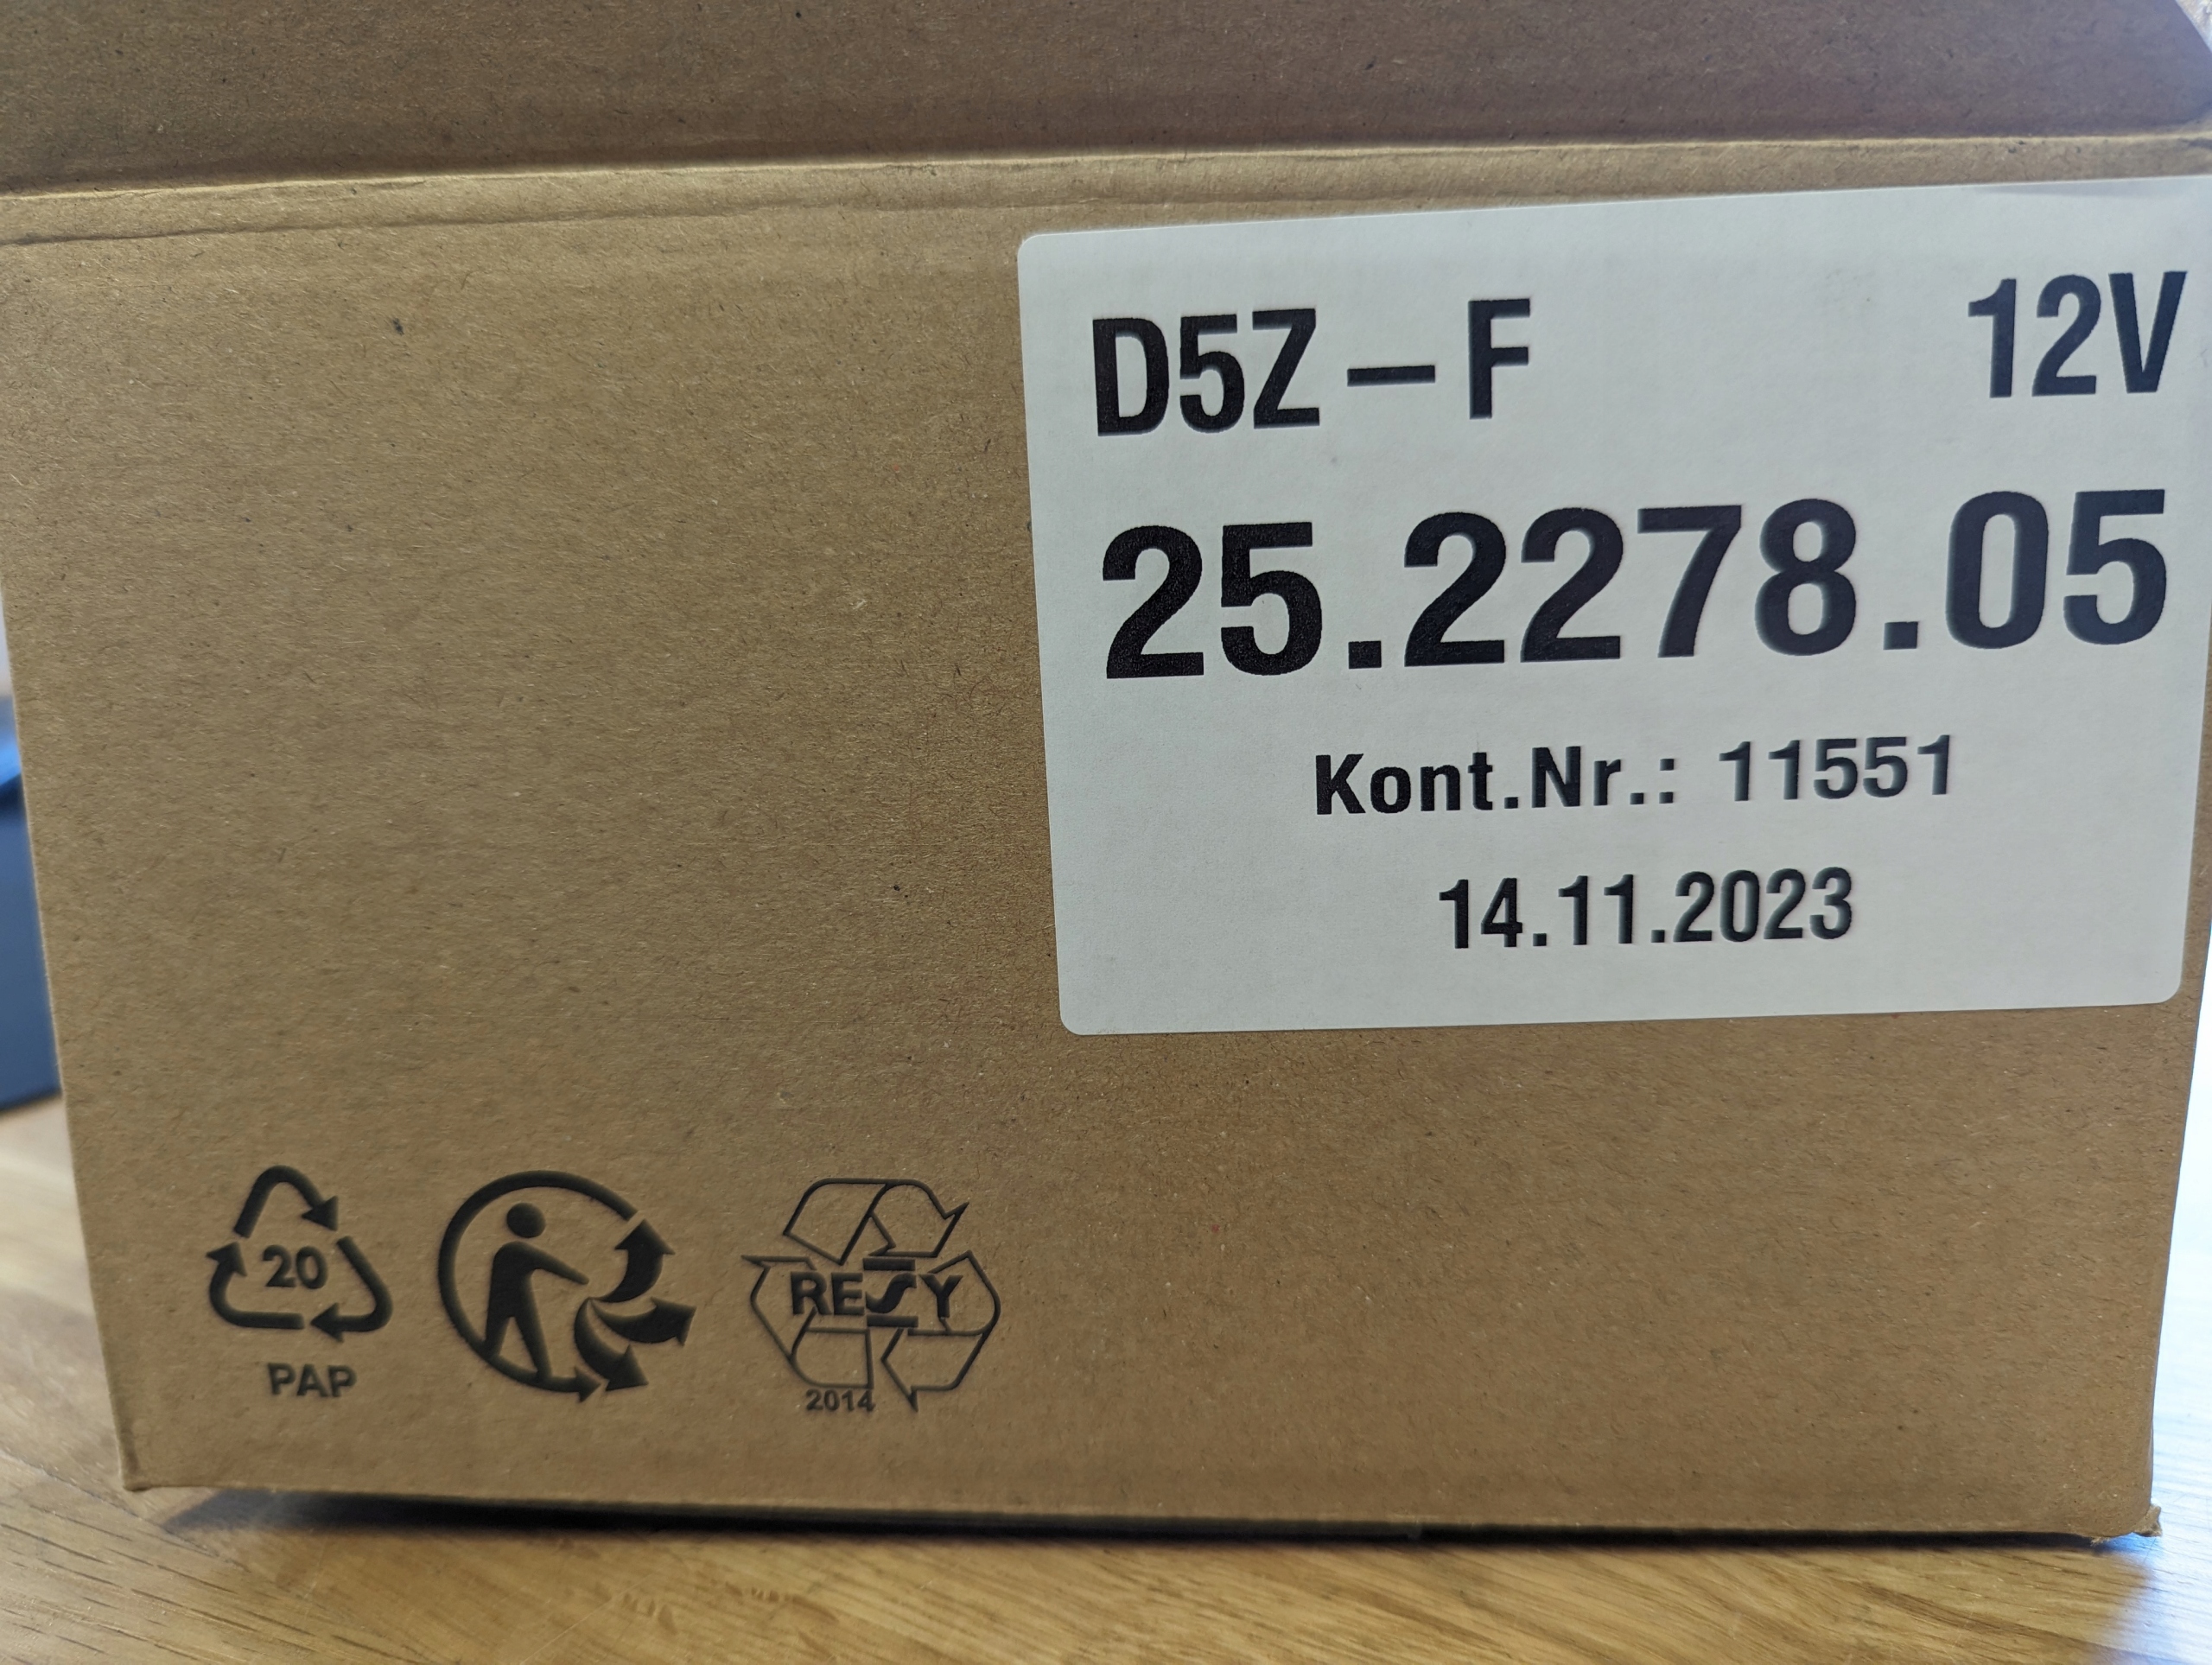 D5Z – F 12V
25.2278.05
Kont.Nr.: 11551
14.11.2023
20
PAP
RESY
2014